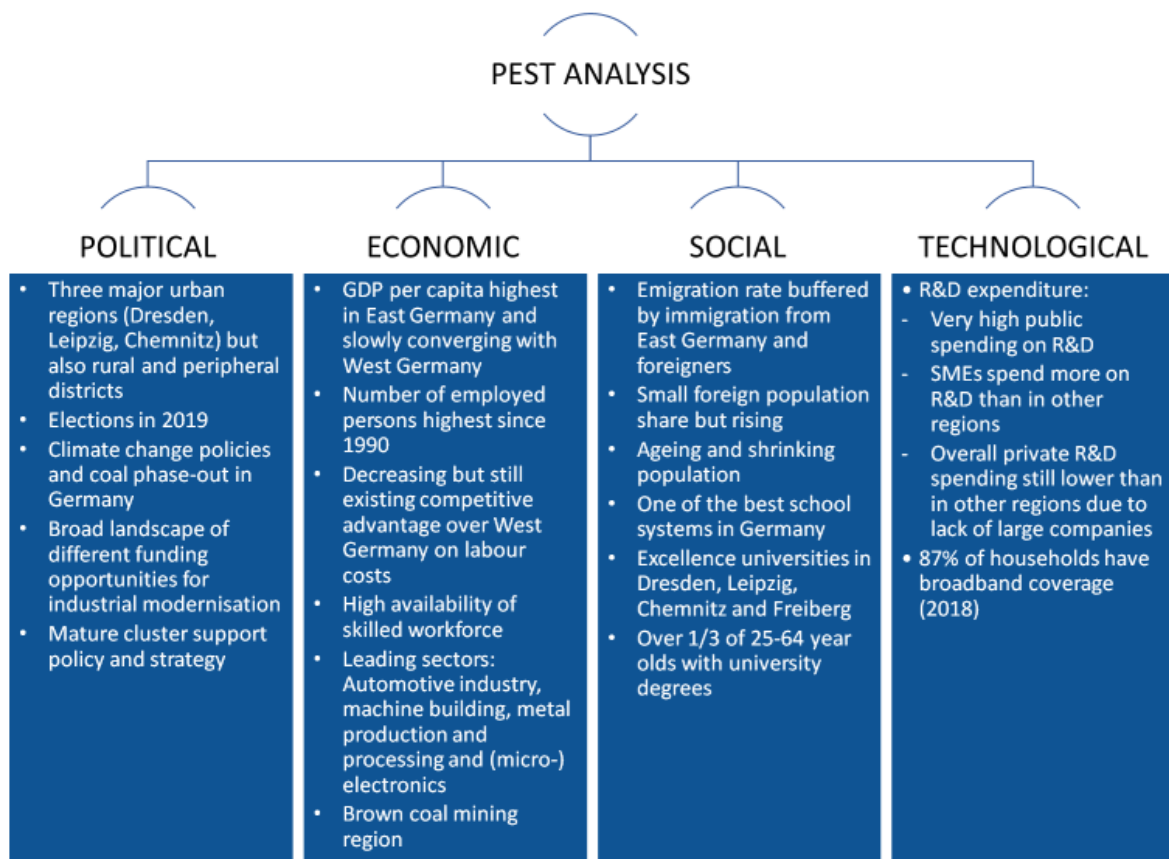 PEST ANALYSIS
POLITICAL
• Three major urban
regions (Dresden,
Leipzig, Chemnitz) but
also rural and peripheral
districts
• Elections in 2019
• Climate change policies
and coal phase-out in
Germany
• Broad landscape of
different funding
opportunities for
industrial modernisation
• Mature cluster support
policy and strategy
ECONOMIC
• GDP per capita highest
in East Germany and
slowly converging with
West Germany
• Number of employed
persons highest since
1990
• Decreasing but still
existing competitive
advantage over West
Germany on labour
costs
• High availability of
skilled workforce
• Leading sectors:
Automotive industry,
machine building, metal
production and
processing and (micro-)
electronics
• Brown coal mining
region
SOCIAL
• Emigration rate buffered
by immigration from
East Germany and
foreigners
• Small foreign population
share but rising
• Ageing and shrinking
population
• One of the best school
systems in Germany
• Excellence universities in
Dresden, Leipzig,
Chemnitz and Freiberg
• Over 1/3 of 25-64 year
olds with university
degrees
TECHNOLOGICAL
• R&D expenditure:
- Very high public
spending on R&D
- SMEs spend more on
R&D than in other
regions
- Overall private R&D
spending still lower than
in other regions due to
lack of large companies
• 87% of households have
broadband coverage
(2018)